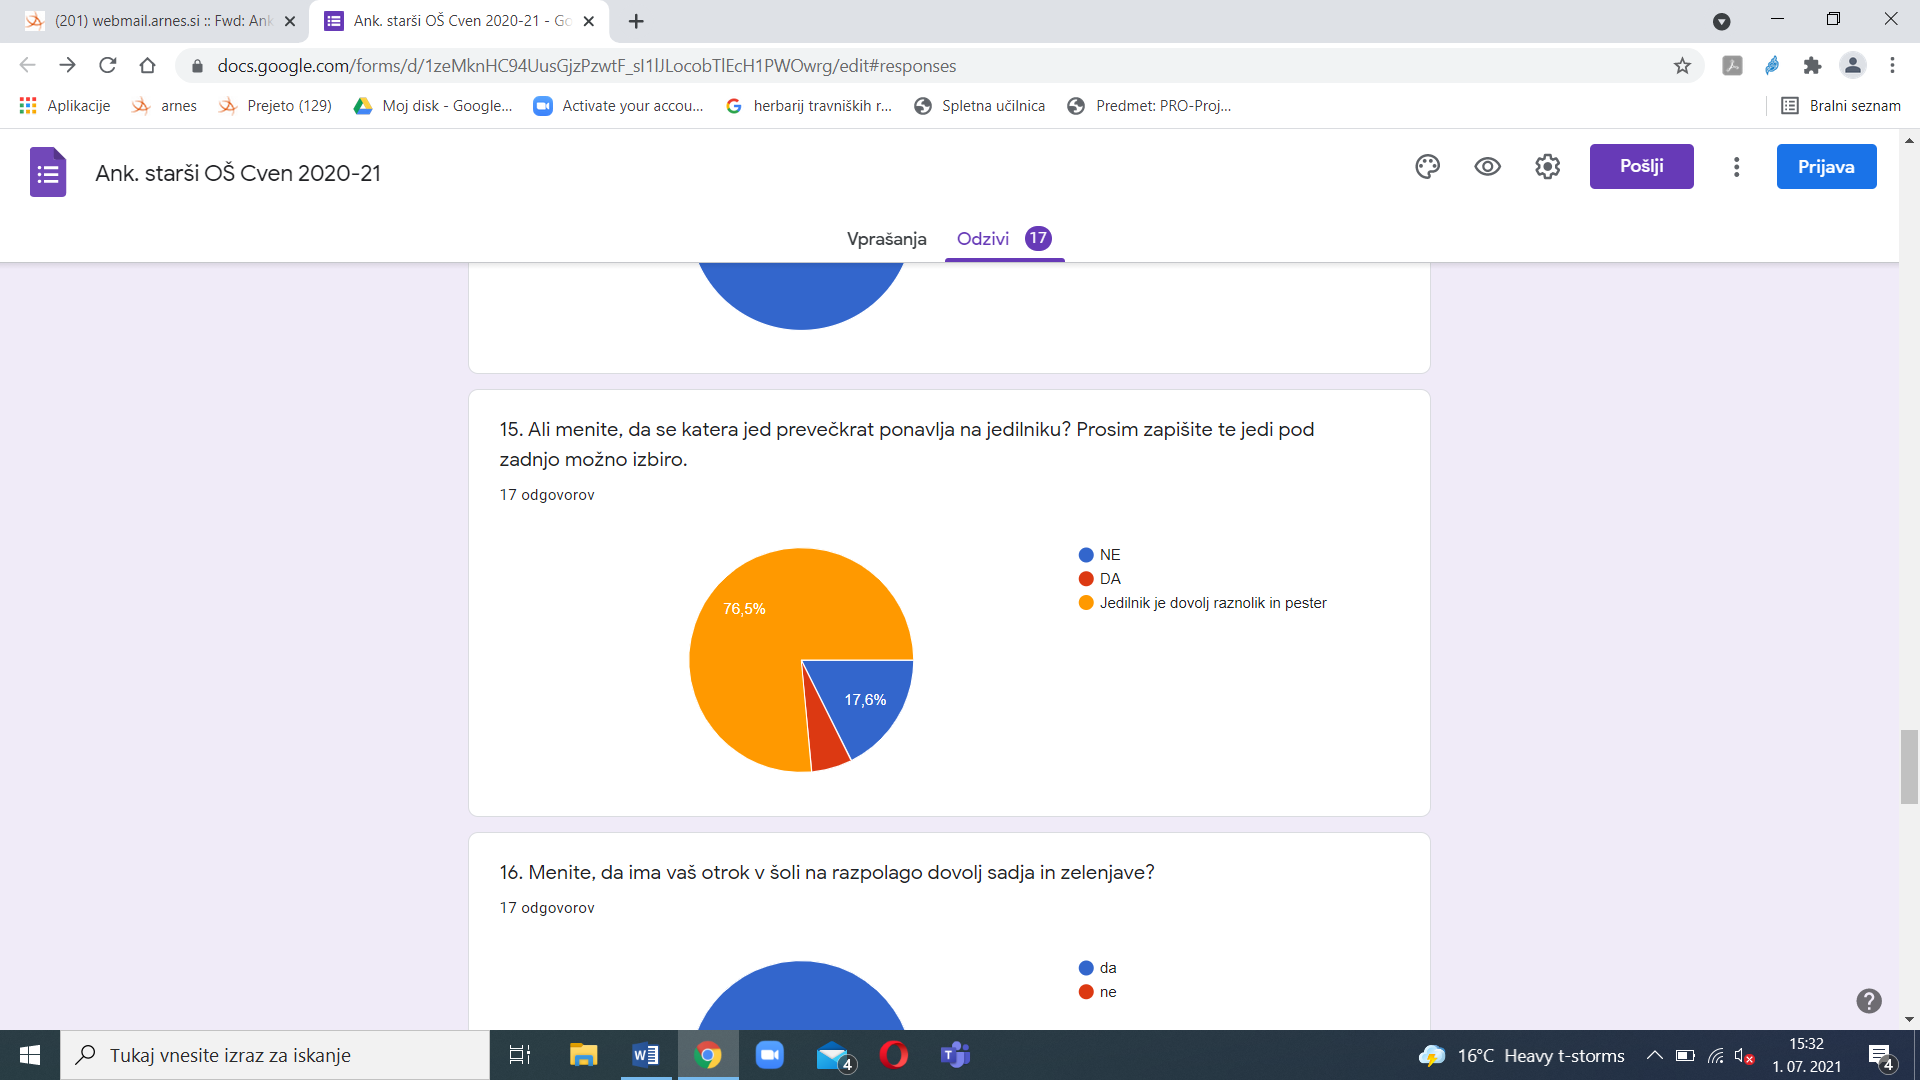 (201) webmail.arnes.si :: Fwd: Ank
Ank. starši OŠ Cven 2020-21 - Go
docs.google.com/forms/d/1zeMknHC94UusGjzPzwtF_sI1lJLocobTlEcH1PWOwrg/edit#responses
Aplikacije
arnes
Prejeto (129)
Moj disk - Google...
Activate your accou...
herbarij travniških r...
Spletna učilnica
Predmet: PRO-Proj...
Bralni seznam
Ank. starši OŠ Cven 2020-21
Pošlji
Prijava
Vprašanja
Odzivi 17
15. Ali menite, da se katera jed prevečkrat ponavlja na jedilniku? Prosim zapišite te jedi pod
zadnjo možno izbiro.
17 odgovorov
76,5%
17,6%
NE
DA
Jedilnik je dovolj raznolik in pester
16. Menite, da ima vaš otrok v šoli na razpolago dovolj sadja in zelenjave?
17 odgovorov
da
ne
Tukaj vnesite izraz za iskanje
4
16°C Heavy t-storms
15:32
1. 07. 2021
4